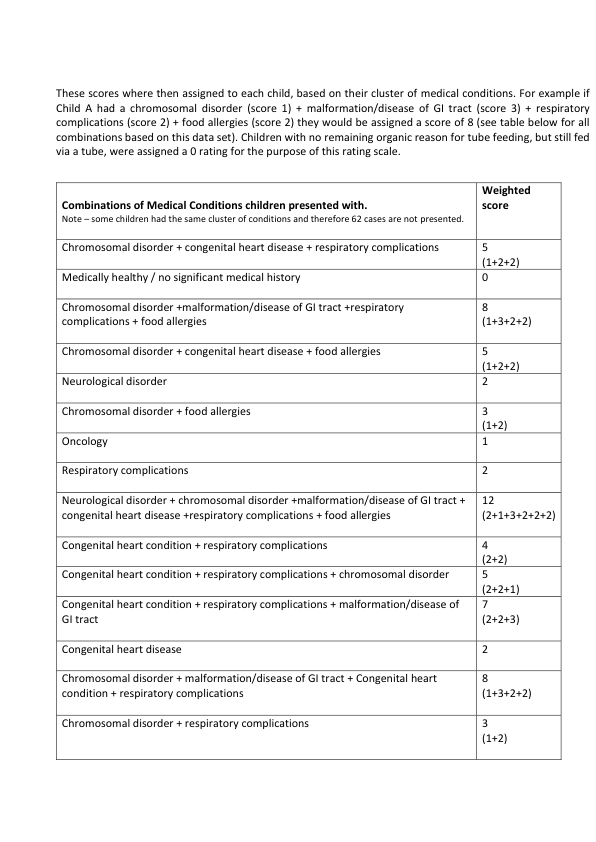 These scores where then assigned to each child, based on their cluster of medical conditions. For example if
Child A had a chromosomal disorder (score 1) + malformation/disease of GI tract (score 3) + respiratory
complications (score 2) + food allergies (score 2) they would be assigned a score of 8 (see table below for all
combinations based on this data set). Children with no remaining organic reason for tube feeding, but still fed
via a tube, were assigned a 0 rating for the purpose of this rating scale.
Combinations of Medical Conditions children presented with.
Note – some children had the same cluster of conditions and therefore 62 cases are not presented.
Weighted
score
Chromosomal disorder + congenital heart disease + respiratory complications
5
(1+2+2)
Medically healthy / no significant medical history
0
Chromosomal disorder +malformation/disease of GI tract +respiratory
complications + food allergies
8
(1+3+2+2)
Chromosomal disorder + congenital heart disease + food allergies
5
(1+2+2)
Neurological disorder
2
Chromosomal disorder + food allergies
3
(1+2)
Oncology
1
Respiratory complications
2
Neurological disorder + chromosomal disorder +malformation/disease of GI tract +
congenital heart disease +respiratory complications + food allergies
12
(2+1+3+2+2+2)
Congenital heart condition + respiratory complications
4
(2+2)
Congenital heart condition + respiratory complications + chromosomal disorder
5
(2+2+1)
Congenital heart condition + respiratory complications + malformation/disease of
GI tract
7
(2+2+3)
Congenital heart disease
2
Chromosomal disorder + malformation/disease of GI tract + Congenital heart
condition + respiratory complications
8
(1+3+2+2)
Chromosomal disorder + respiratory complications
3
(1+2)